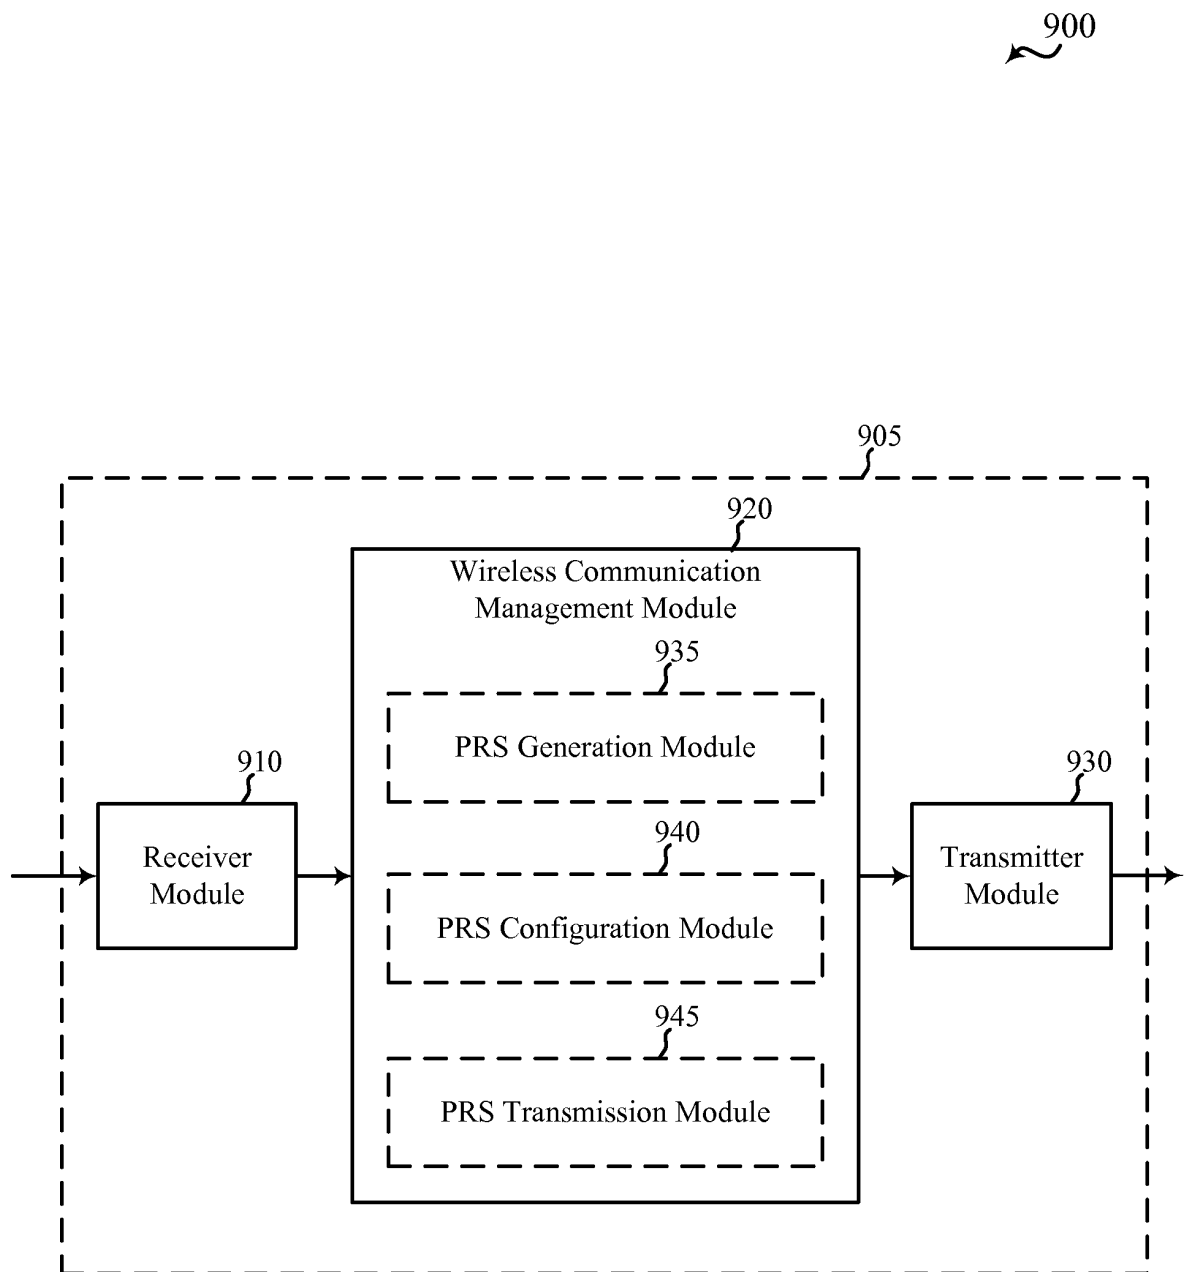 900
905
920
Wireless Communication
Management Module
935
PRS Generation Module
910
930
940
Receiver
Module
Transmitter
Module
PRS Configuration Module
945
PRS Transmission Module